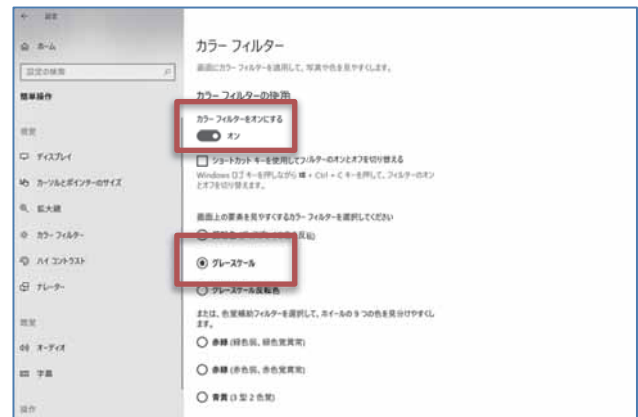 ← 設定
ホーム
設定の検索
簡単操作
視覚
ディスプレイ
カーソルとポインターのサイズ
拡大鏡
カラー フィルター
ハイ コントラスト
ナレーター
聴覚
オーディオ
字幕
操作
カラー フィルター
画面にカラー フィルターを適用して、写真や色を見やすくします。
カラー フィルターの使用
カラー フィルターをオンにする
オン
ショートカット キーを使用してフィルターのオンとオフを切り替える
Windows ロゴ キーを押しながら + Ctrl + C キーを押して、フィルターのオン
とオフを切り替えます。
画面上の要素を見やすくするカラー フィルターを選択してください
反転)
グレースケール
グレースケール反転色
または、色覚補助フィルターを選択して、ホイールの 9 つの色を見分けやすくし
ます。
赤緑 (緑色弱、緑色覚異常)
赤緑 (赤色弱、赤色覚異常)
青黄 (3 型 2 色覚)